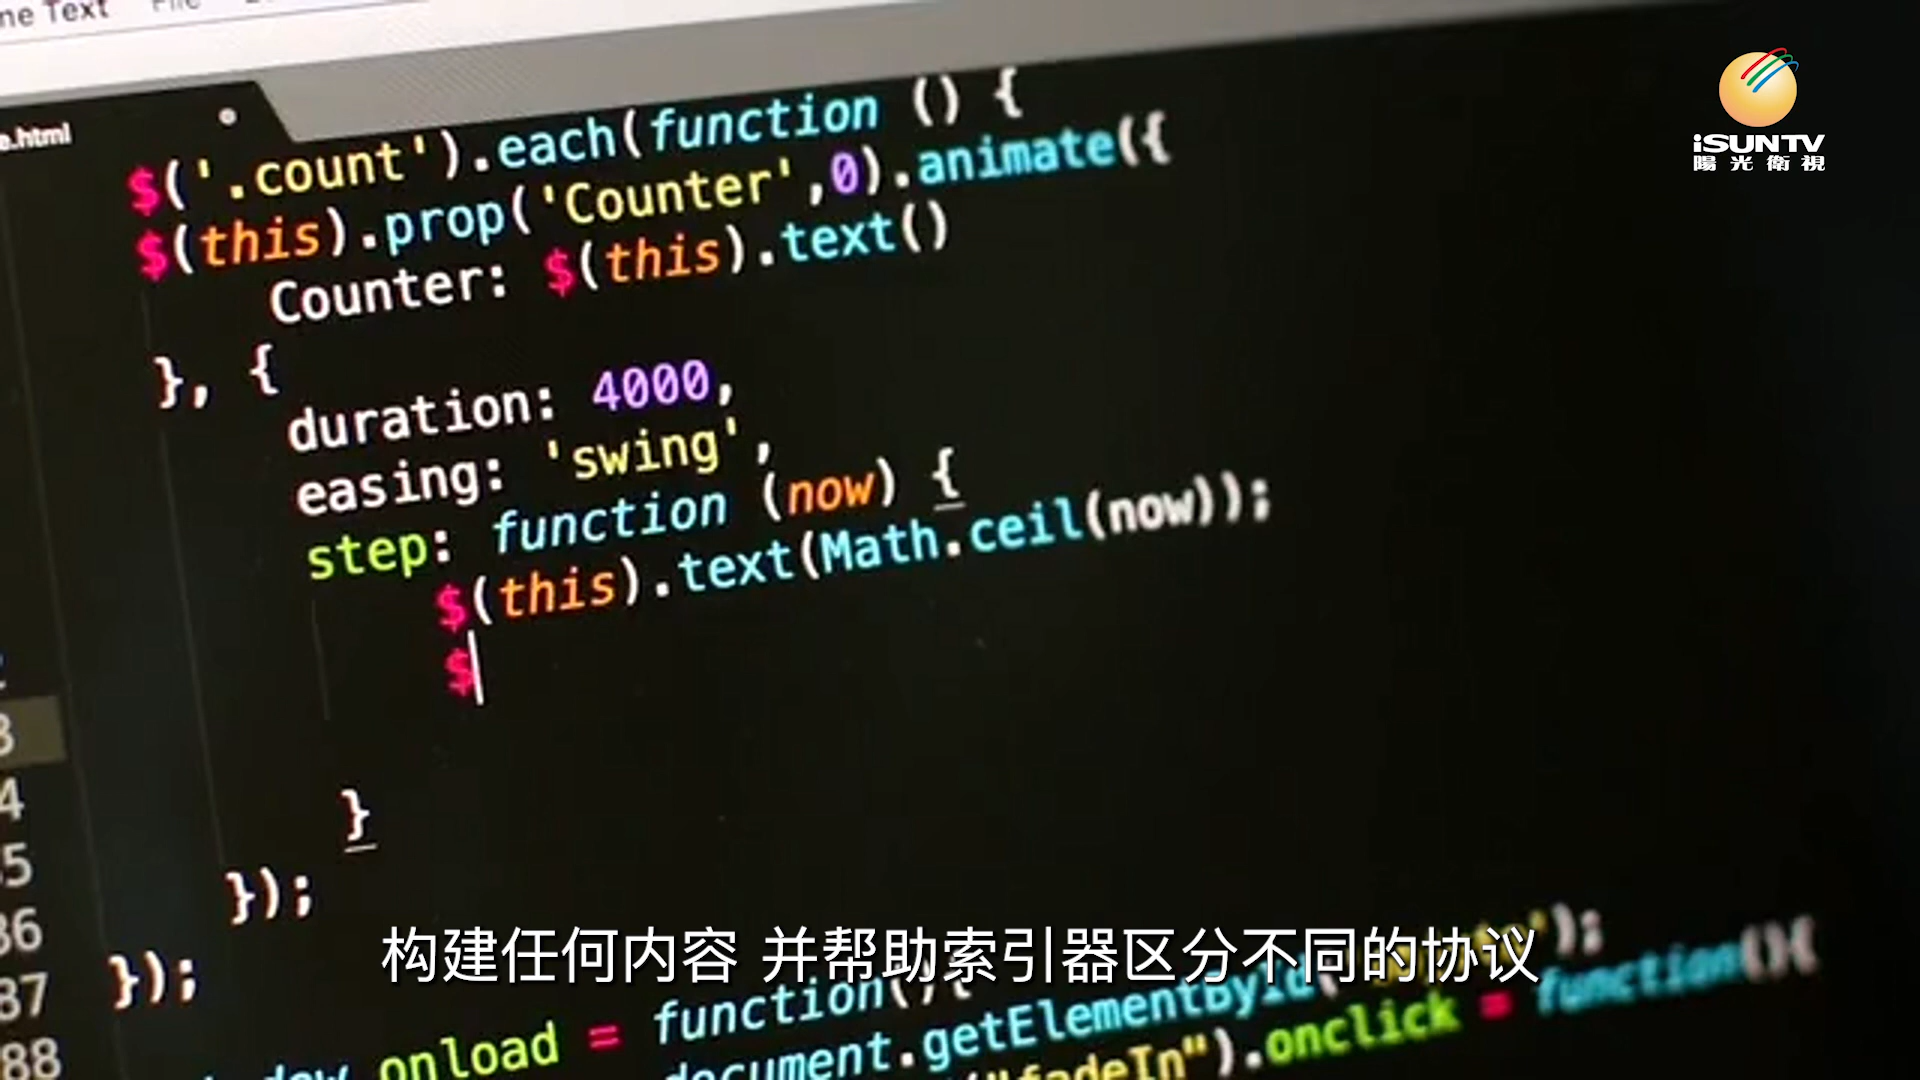 ne Text File
e.html
$('.count').each(function () {
$(this).prop('Counter',0).animate({
Counter: $(this).text()
}, {
duration: 4000,
easing: 'swing',
step: function (now) {
$(this).text(Math.ceil(now));
$
}
});
});
onload = function(){
document.getElementById(');
fadeIn").onclick = function(){
3
4
5
86
87
88
iSUNTV
陽光衛視
构建任何内容 并帮助索引器区分不同的协议